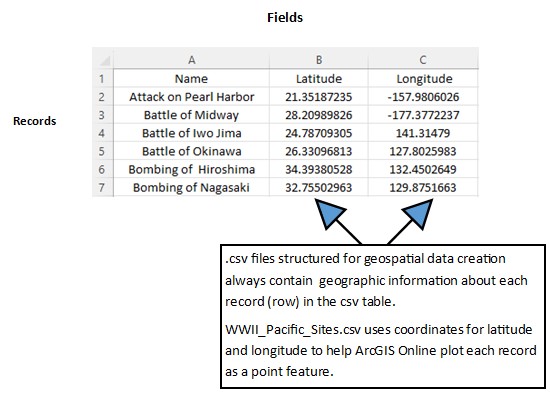 Fields
A B C
1 Name Latitude Longitude
Records
2 Attack on Pearl Harbor 21.35187235 -157.9806026
3 Battle of Midway 28.20989826 -177.3772237
4 Battle of Iwo Jima 24.78709305 141.31479
5 Battle of Okinawa 26.33096813 127.8025983
6 Bombing of Hiroshima 34.39380528 132.4502649
7 Bombing of Nagasaki 32.75502963 129.8751663
.csv files structured for geospatial data creation
always contain geographic information about each
record (row) in the csv table.
WWII_Pacific_Sites.csv uses coordinates for latitude
and longitude to help ArcGIS Online plot each record
as a point feature.